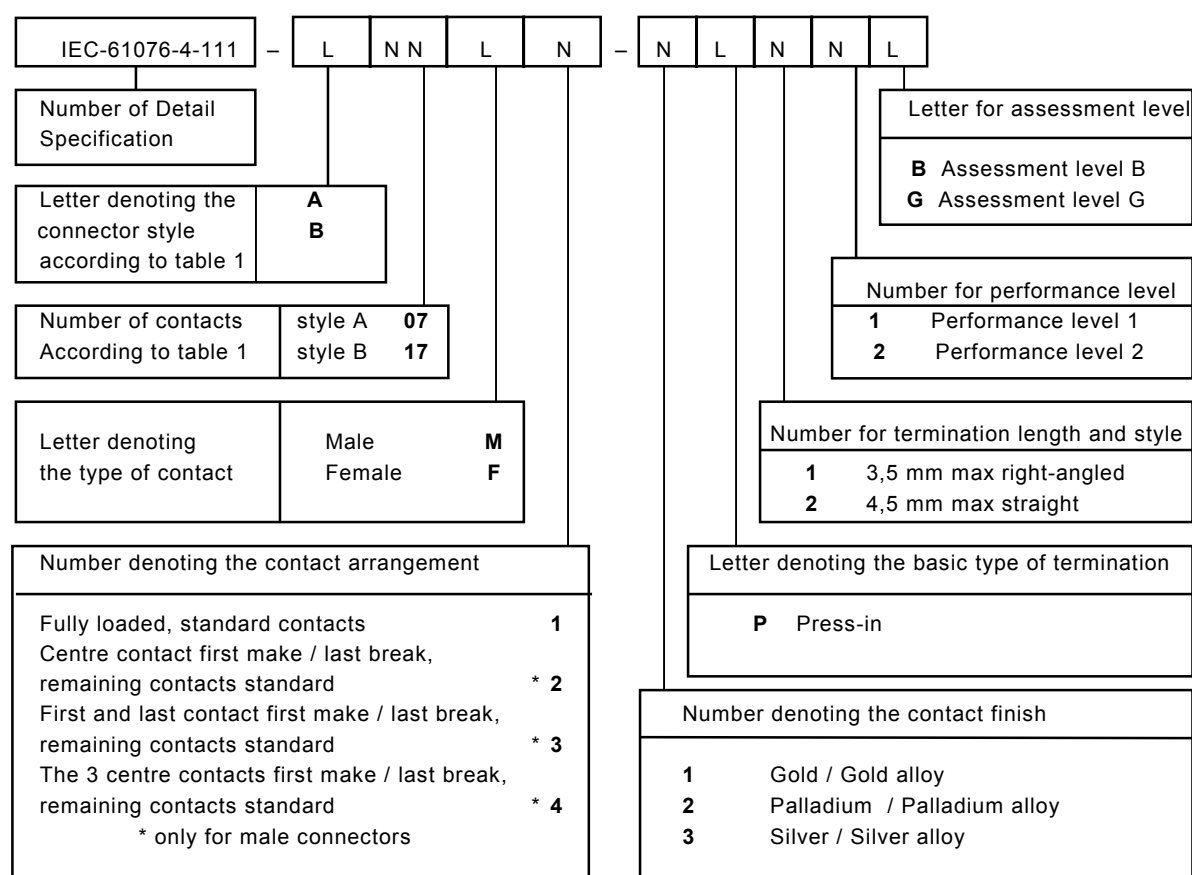 IEC-61076-4-111 – L N N L N – N L N N L
Number of Detail
Specification
Letter for assessment level
B Assessment level B
G Assessment level G
Letter denoting the A
connector style B
according to table 1
Number for performance level
1 Performance level 1
2 Performance level 2
Number of contacts style A 07
According to table 1 style B 17
Letter denoting Male M
the type of contact Female F
Number for termination length and style
1 3,5 mm max right-angled
2 4,5 mm max straight
Number denoting the contact arrangement
Fully loaded, standard contacts 1
Centre contact first make / last break,
remaining contacts standard * 2
First and last contact first make / last break,
remaining contacts standard * 3
The 3 centre contacts first make / last break,
remaining contacts standard * 4
* only for male connectors
Letter denoting the basic type of termination
P Press-in
Number denoting the contact finish
1 Gold / Gold alloy
2 Palladium / Palladium alloy
3 Silver / Silver alloy